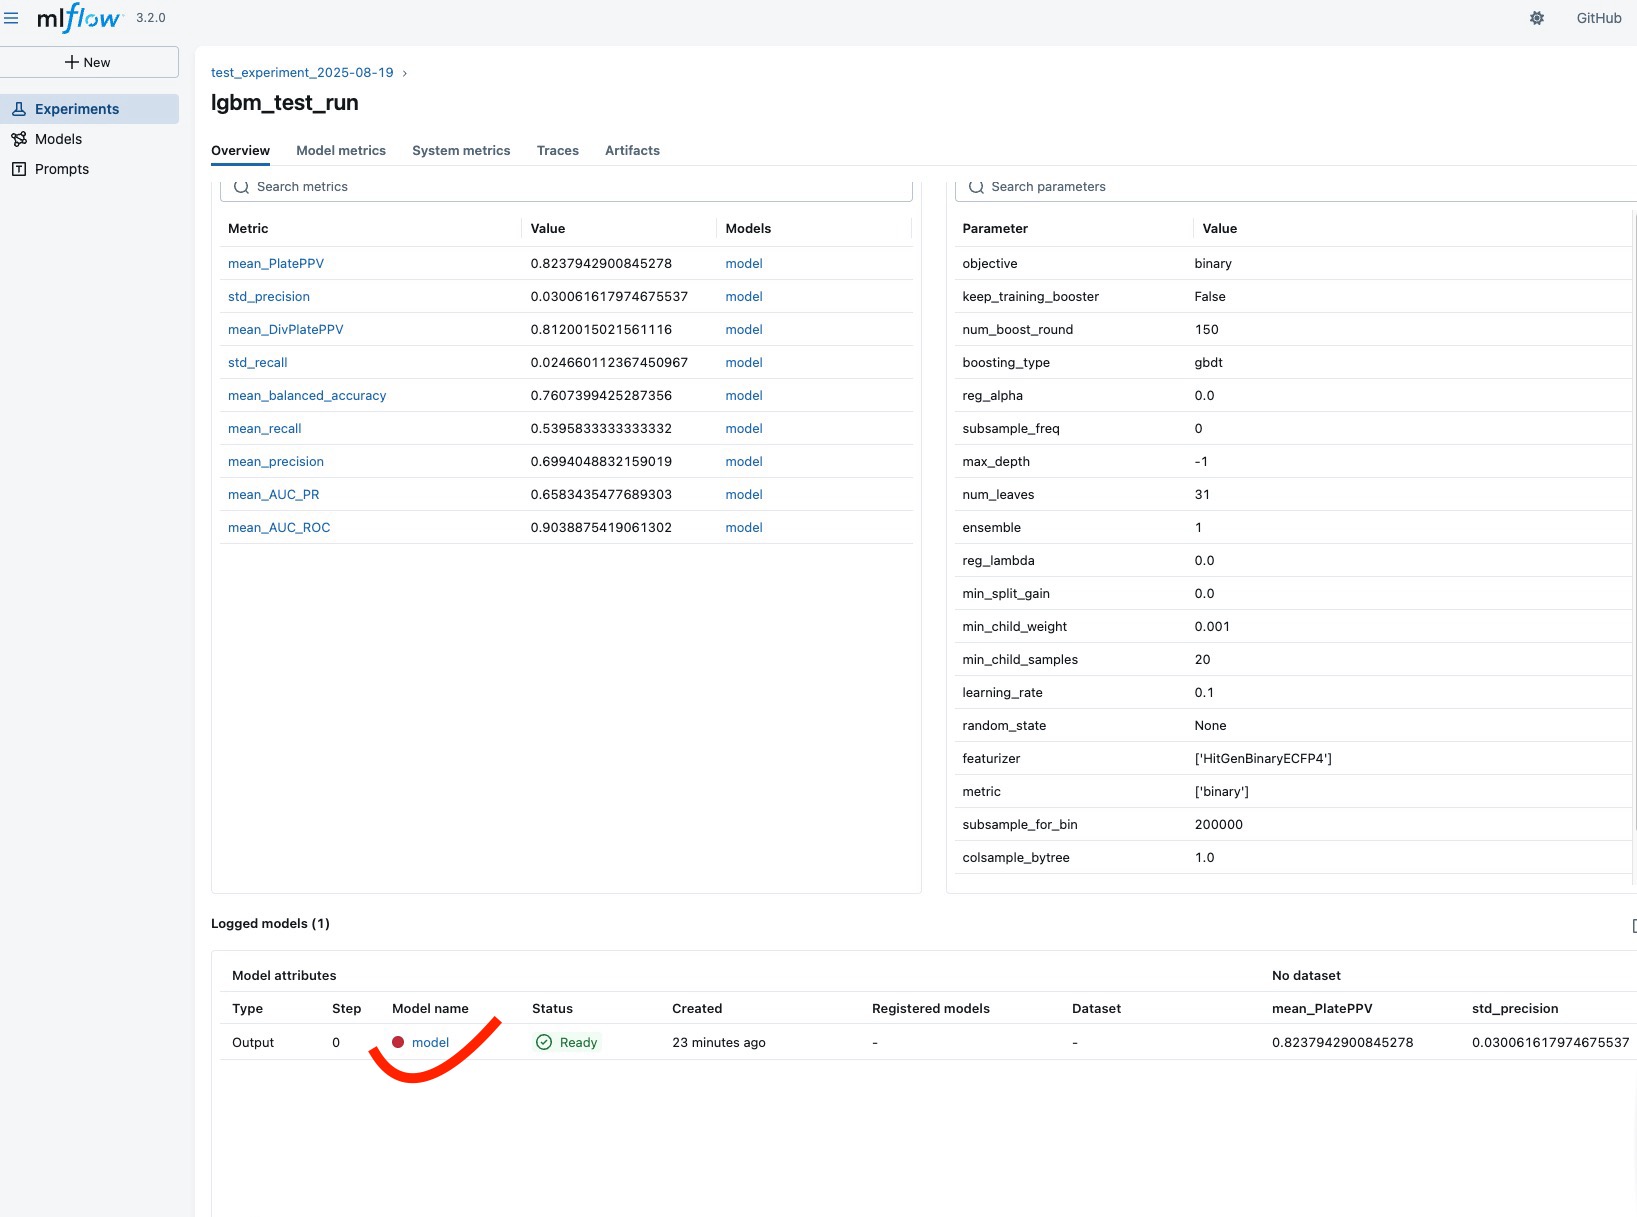 mlflow 3.2.0
GitHub
New
Experiments
Models
Prompts
test_experiment_2025-08-19 ›
lgbm_test_run
Overview Model metrics System metrics Traces Artifacts
Search metrics
Metric Value Models
mean_PlatePPV 0.8237942900845278 model
std_precision 0.030061617974675537 model
mean_DivPlatePPV 0.8120015021561116 model
std_recall 0.024660112367450967 model
mean_balanced_accuracy 0.7607399425287356 model
mean_recall 0.5395833333333332 model
mean_precision 0.6994048832159019 model
mean_AUC_PR 0.6583435477689303 model
mean_AUC_ROC 0.9038875419061302 model
Search parameters
Parameter Value
objective binary
keep_training_booster False
num_boost_round 150
boosting_type gbdt
reg_alpha 0.0
subsample_freq 0
max_depth -1
num_leaves 31
ensemble 1
reg_lambda 0.0
min_split_gain 0.0
min_child_weight 0.001
min_child_samples 20
learning_rate 0.1
random_state None
featurizer ['HitGenBinaryECFP4']
metric ['binary']
subsample_for_bin 200000
colsample_bytree 1.0
Logged models (1)
Model attributes No dataset
Type Step Model name Status Created Registered models Dataset mean_PlatePPV std_precision
Output 0 model Ready 23 minutes ago - - 0.8237942900845278 0.030061617974675537